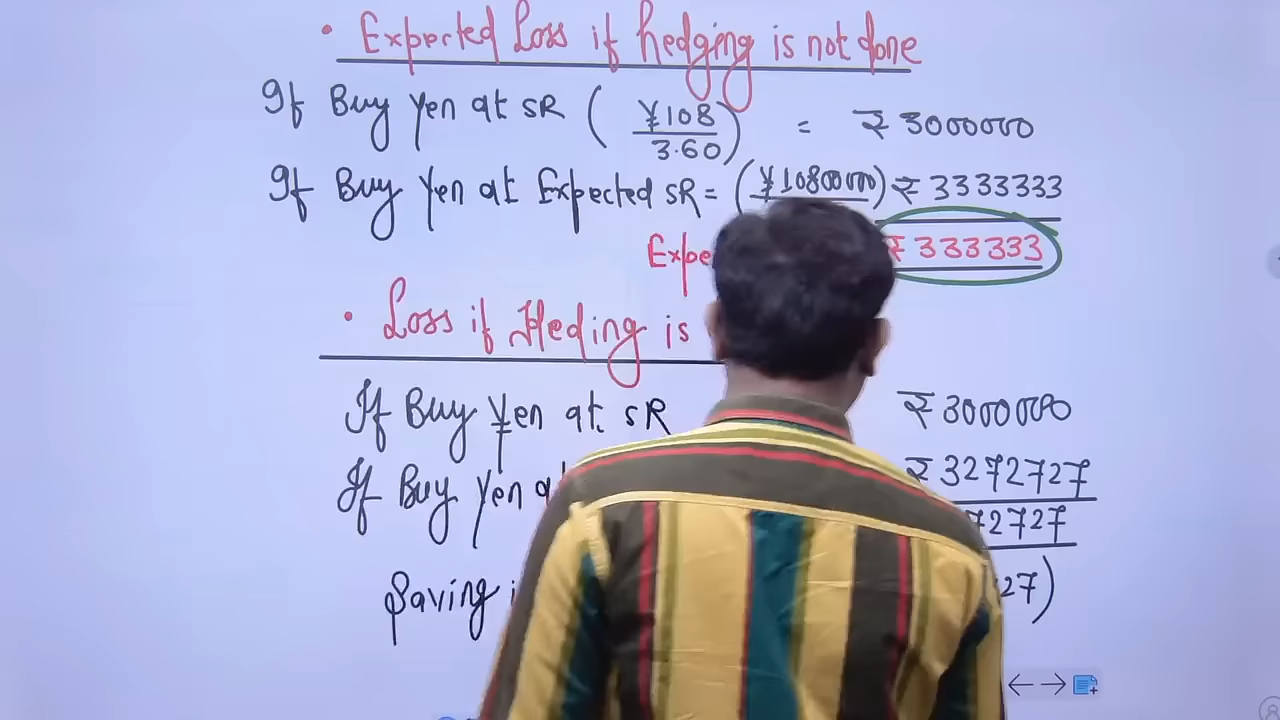 • Expected Loss if hedging is not done
If Buy Yen at SR ( ¥108 / 3.60 ) = ₹ 3000000
If Buy Yen at Expected SR = ( ¥10800000 ) ₹ 3333333
₹ 333333
• Loss if Heding is
If Buy Yen at SR ₹ 3000000
If Buy Yen ₹ 3272727
72727
Saving 27)